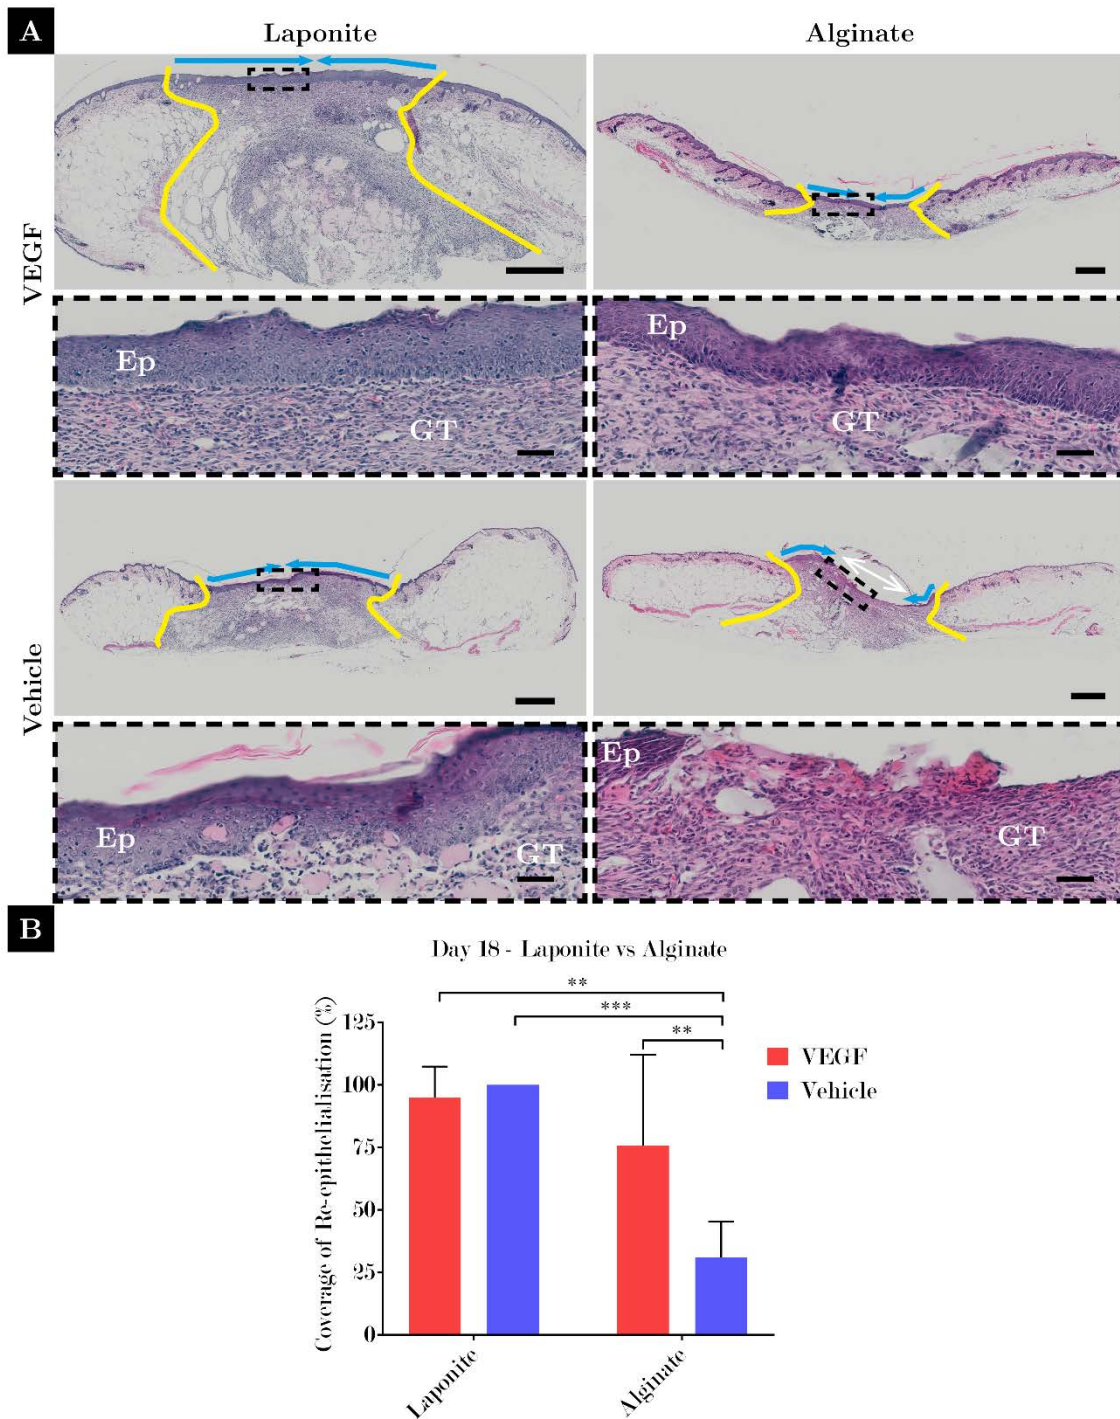 A
Laponite
Alginate
VEGF
Ep
GT
Ep
GT
Vehicle
Ep
GT
Ep
GT
B
Day 18 - Laponite vs Alginate
**
***
**
Coverage of Re-epithelialisation (%)
125
100
75
50
25
0
VEGF
Vehicle
Laponite
Alginate